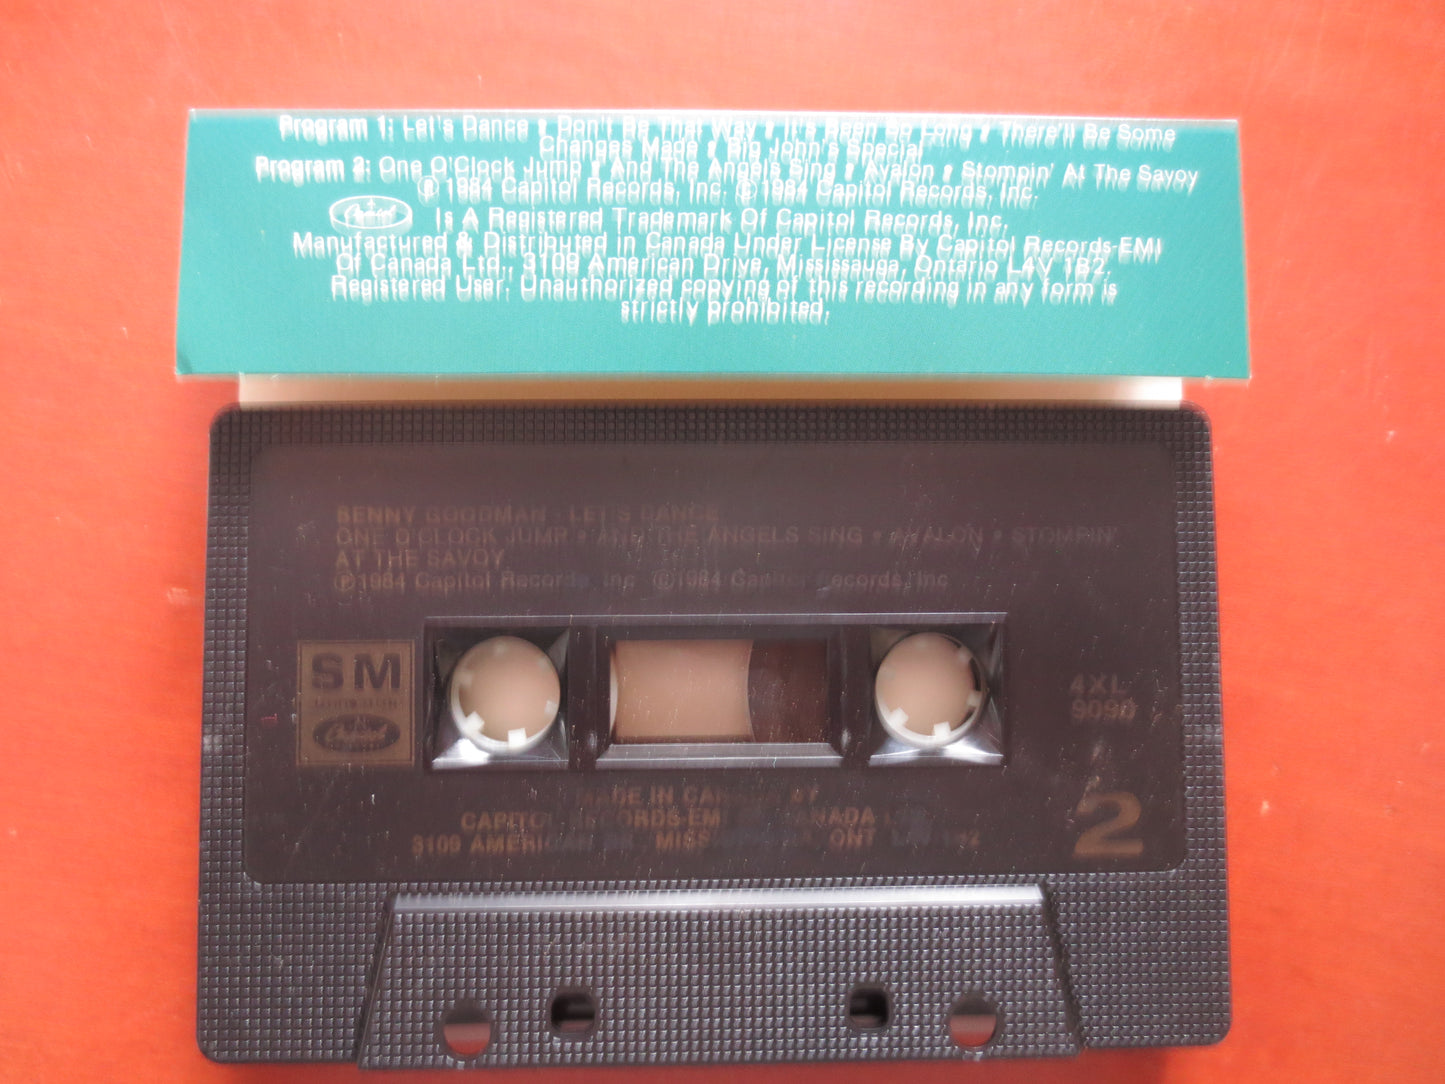 Program 1: Let's Dance • Don't Be That Way • It's Been So Long • There'll Be Some
Changes Made • Big John's Special
Program 2: One O'Clock Jump • And The Angels Sing • Avalon • Stompin' At The Savoy
℗ 1984 Capitol Records, Inc. © 1984 Capitol Records, Inc.
Capitol Is A Registered Trademark Of Capitol Records, Inc.
Manufactured & Distributed in Canada Under License By Capitol Records-EMI
Of Canada Ltd., 3109 American Drive, Mississauga, Ontario L4V 1B2.
Registered User. Unauthorized copying of this recording in any form is
strictly prohibited.
BENNY GOODMAN - LET'S DANCE
ONE O'CLOCK JUMP • AND THE ANGELS SING • AVALON • STOMPIN'
AT THE SAVOY
℗ 1984 Capitol Records, Inc. © 1984 Capitol Records, Inc
SM
Capitol
4XL
9090
2
MADE IN CANADA BY
CAPITOL RECORDS-EMI OF CANADA
3109 AMERICAN DR., MISSISSAUGA, ONT